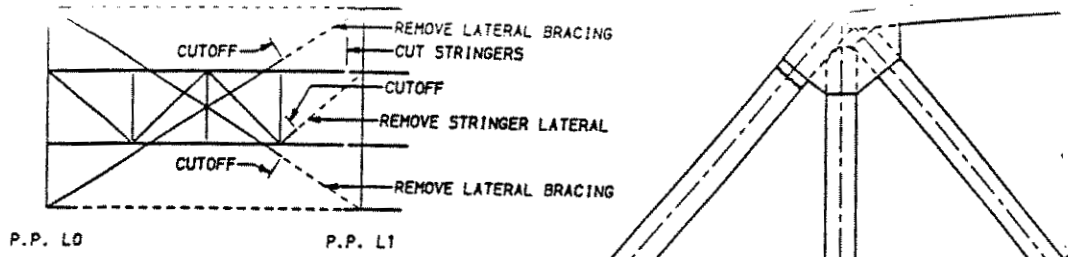 REMOVE LATERAL BRACING
CUTOFF
CUT STRINGERS
CUTOFF
REMOVE STRINGER LATERAL
CUTOFF
REMOVE LATERAL BRACING
P.P. L0
P.P. L1